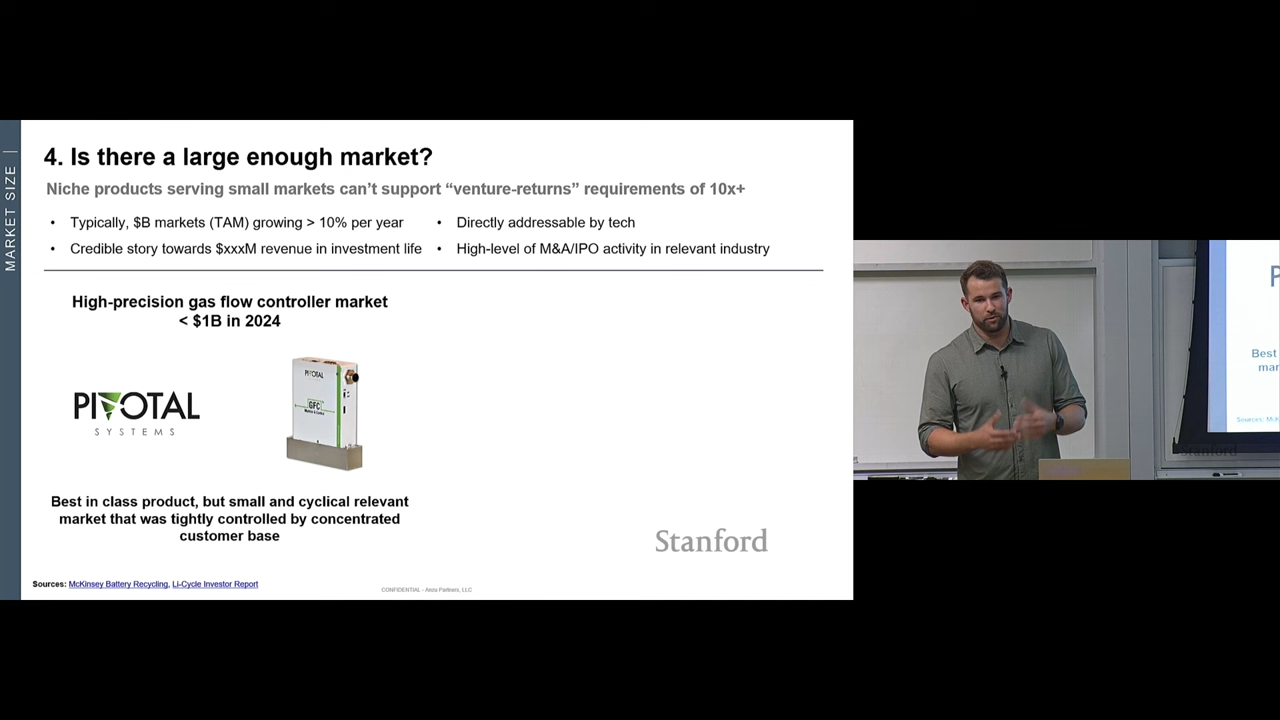 MARKET SIZE |
4. Is there a large enough market?
Niche products serving small markets can’t support “venture-returns” requirements of 10x+
• Typically, $B markets (TAM) growing > 10% per year
• Credible story towards $xxxM revenue in investment life
• Directly addressable by tech
• High-level of M&A/IPO activity in relevant industry
High-precision gas flow controller market
< $1B in 2024
PIVOTAL
SYSTEMS
PIVOTAL
GFC
Best in class product, but small and cyclical relevant
market that was tightly controlled by concentrated
customer base
Stanford
Sources: McKinsey Battery Recycling, Li-Cycle Investor Report
CONFIDENTIAL - Anzu Partners, LLC
P
Best
mar
Sources: McK
Stanford